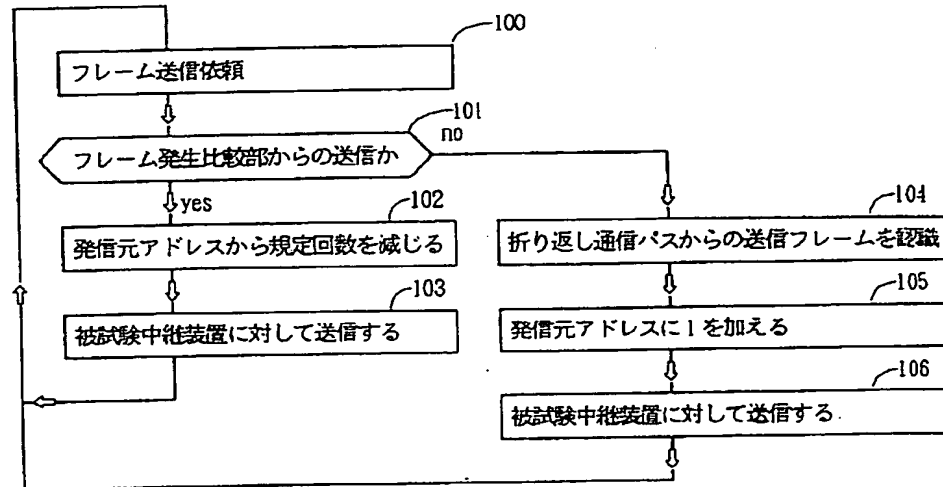 100
フレーム送信依頼
101
no
フレーム発生比較部からの送信か
yes
102
発信元アドレスから規定回数を減じる
103
被試験中継装置に対して送信する
104
折り返し通信パスからの送信フレームを認識
105
発信元アドレスに1を加える
106
被試験中継装置に対して送信する